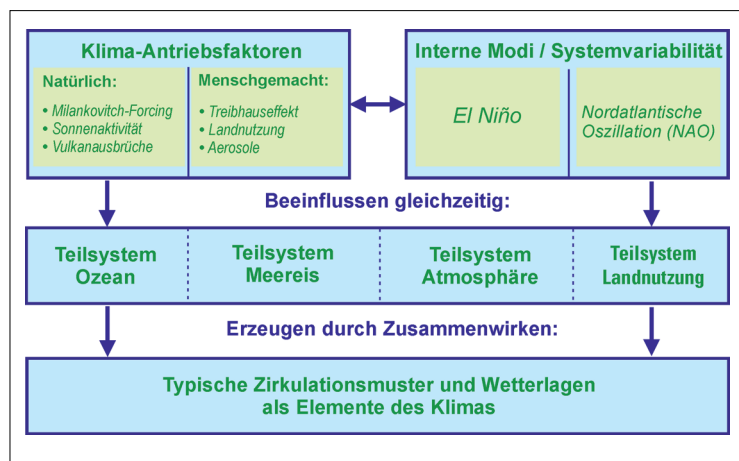 Klima-Antriebsfaktoren
Natürlich:
• Milankovitch-Forcing
• Sonnenaktivität
• Vulkanausbrüche
Menschgemacht:
• Treibhauseffekt
• Landnutzung
• Aerosole
Interne Modi / Systemvariabilität
El Niño
Nordatlantische
Oszillation (NAO)
Beeinflussen gleichzeitig:
Teilsystem
Ozean
Teilsystem
Meereis
Teilsystem
Atmosphäre
Teilsystem
Landnutzung
Erzeugen durch Zusammenwirken:
Typische Zirkulationsmuster und Wetterlagen
als Elemente des Klimas